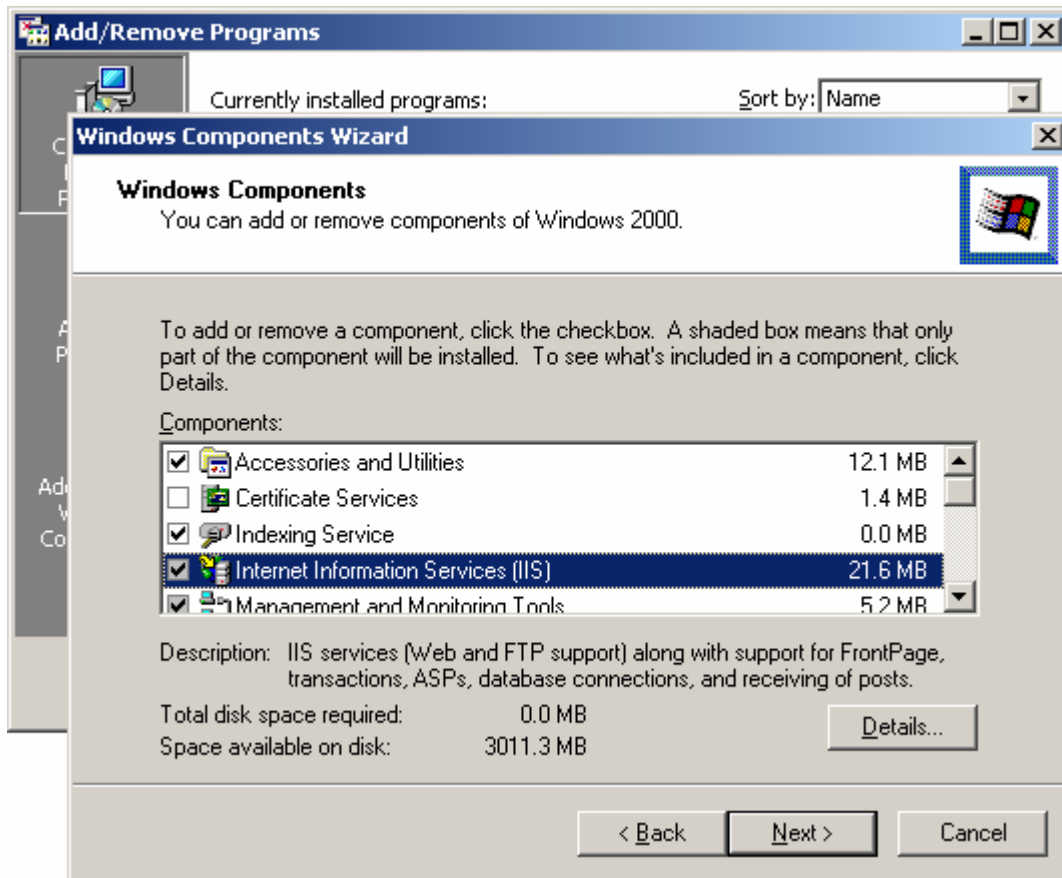 Add/Remove Programs
Currently installed programs:
Sort by: Name
Windows Components Wizard
Windows Components
You can add or remove components of Windows 2000.
To add or remove a component, click the checkbox. A shaded box means that only
part of the component will be installed. To see what's included in a component, click
Details.
Components:
Accessories and Utilities 12.1 MB
Certificate Services 1.4 MB
Indexing Service 0.0 MB
Internet Information Services (IIS) 21.6 MB
Management and Monitoring Tools 5.2 MB
Description: IIS services (Web and FTP support) along with support for FrontPage,
transactions, ASPs, database connections, and receiving of posts.
Total disk space required: 0.0 MB
Space available on disk: 3011.3 MB
Details...
< Back
Next >
Cancel